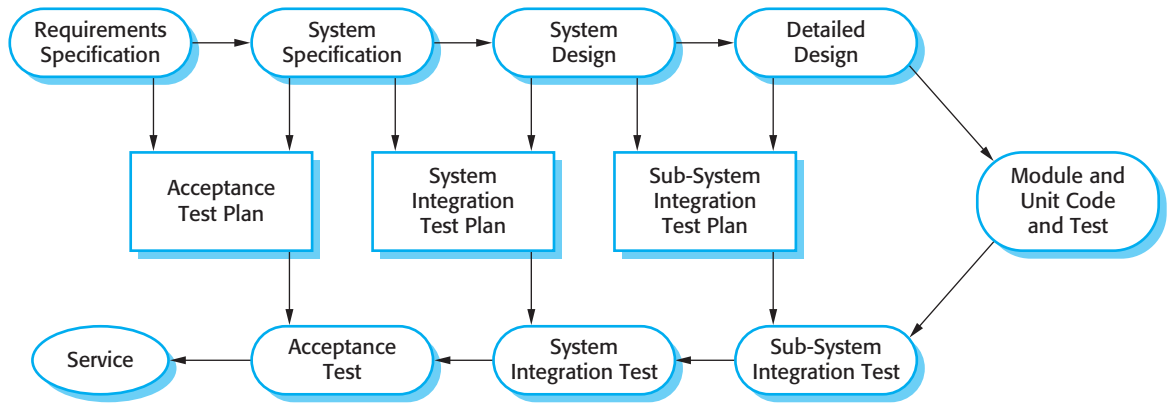 Requirements
Specification
System
Specification
System
Design
Detailed
Design
Acceptance
Test Plan
System
Integration
Test Plan
Sub-System
Integration
Test Plan
Module and
Unit Code
and Test
Service
Acceptance
Test
System
Integration Test
Sub-System
Integration Test